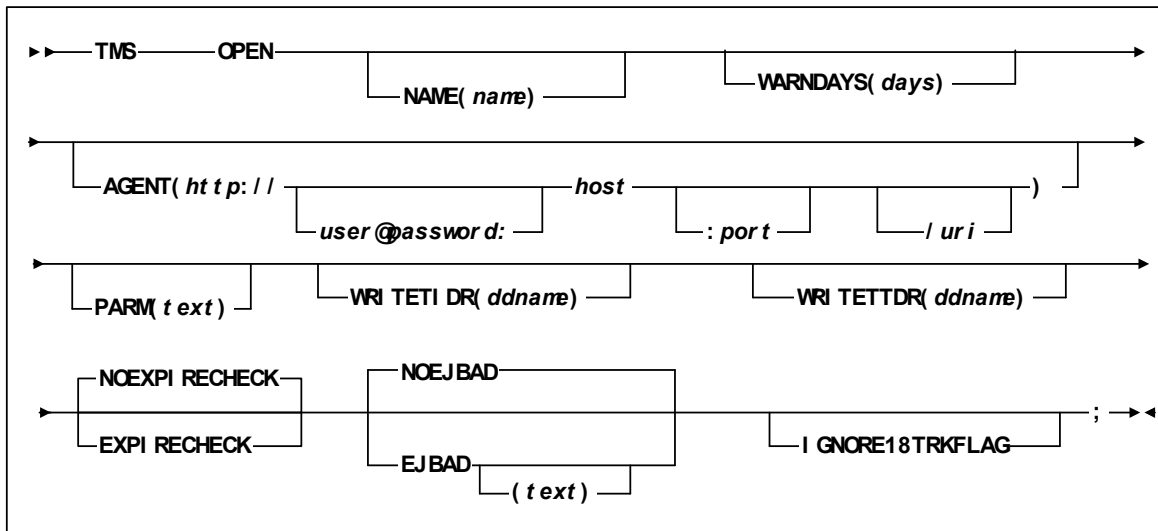 TMS OPEN
NAME( name) WARNDAYS( days)
AGENT( http: // user@password: host : port / uri )
PARM( text) WRITETIDR( ddname) WRITETTDR( ddname)
NOEXPIRECHECK NOEJBAD
;
EXPIRECHECK EJBAD IGNORE18TRKFLAG
( text)